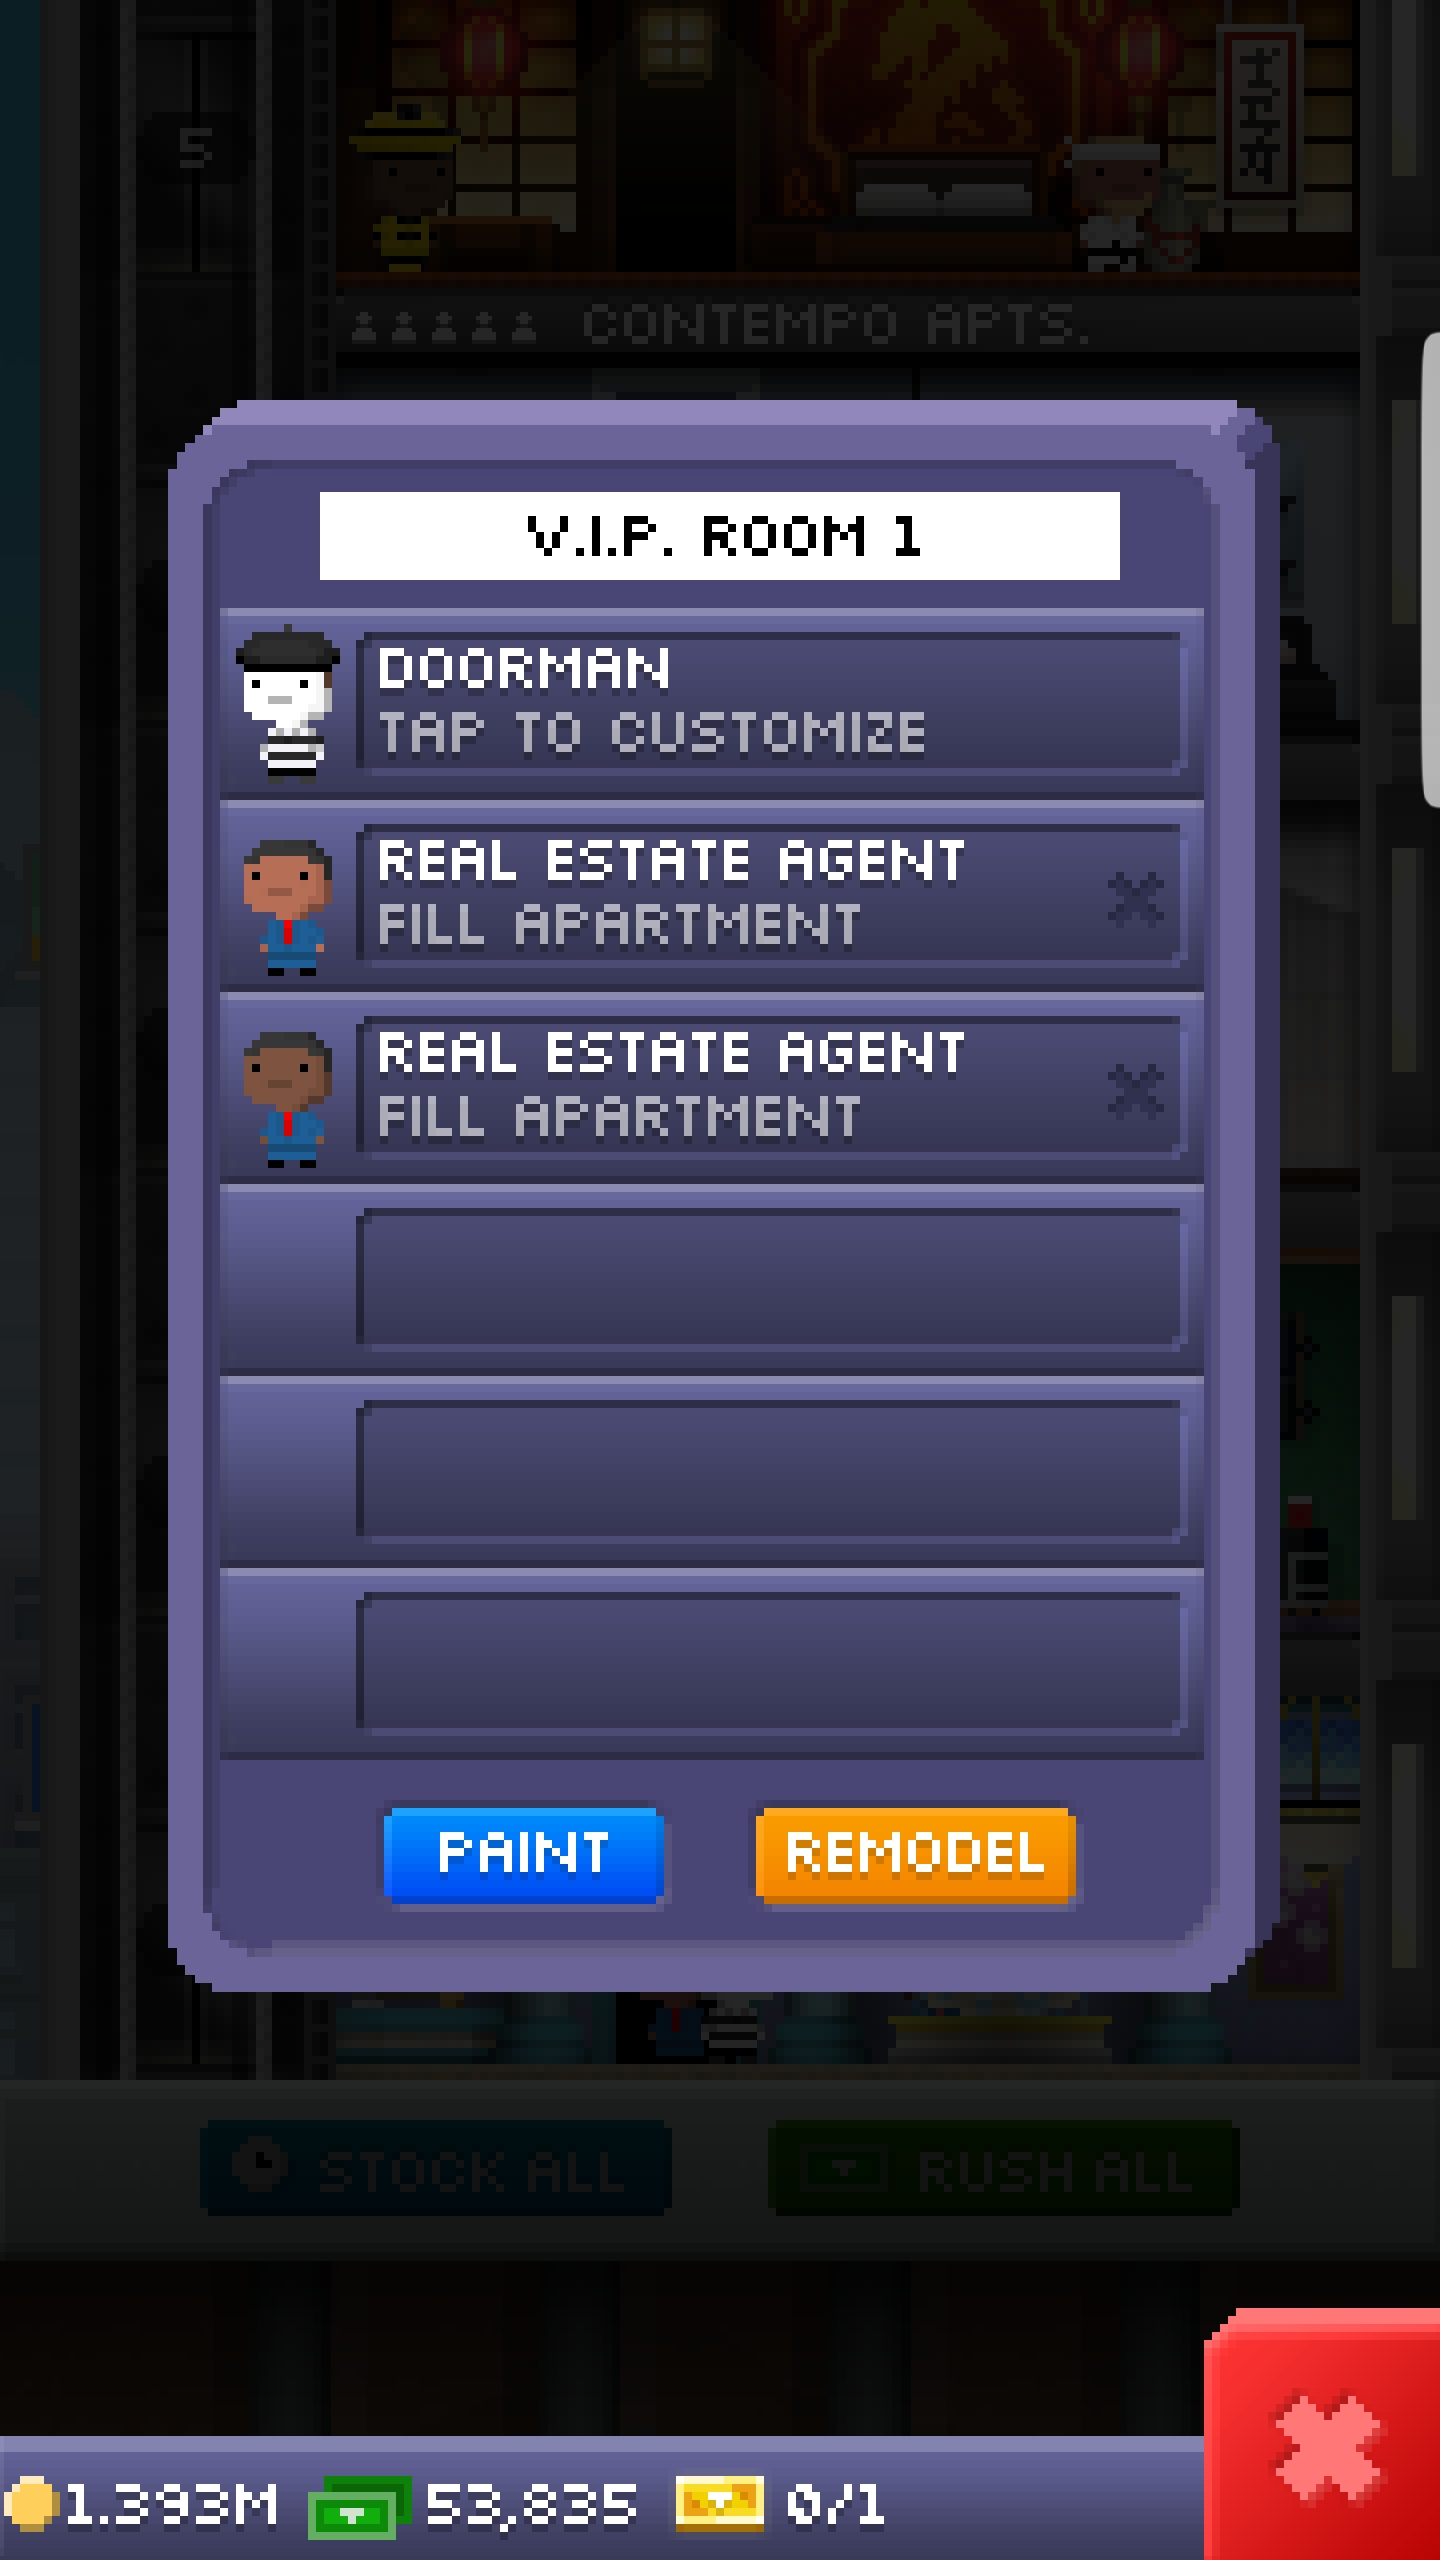 5
CONTEMPO APTS.
V.I.P. ROOM 1
DOORMAN
TAP TO CUSTOMIZE
REAL ESTATE AGENT
FILL APARTMENT
REAL ESTATE AGENT
FILL APARTMENT
PAINT
REMODEL
STOCK ALL
RUSH ALL
1.393M
53,835
0/1